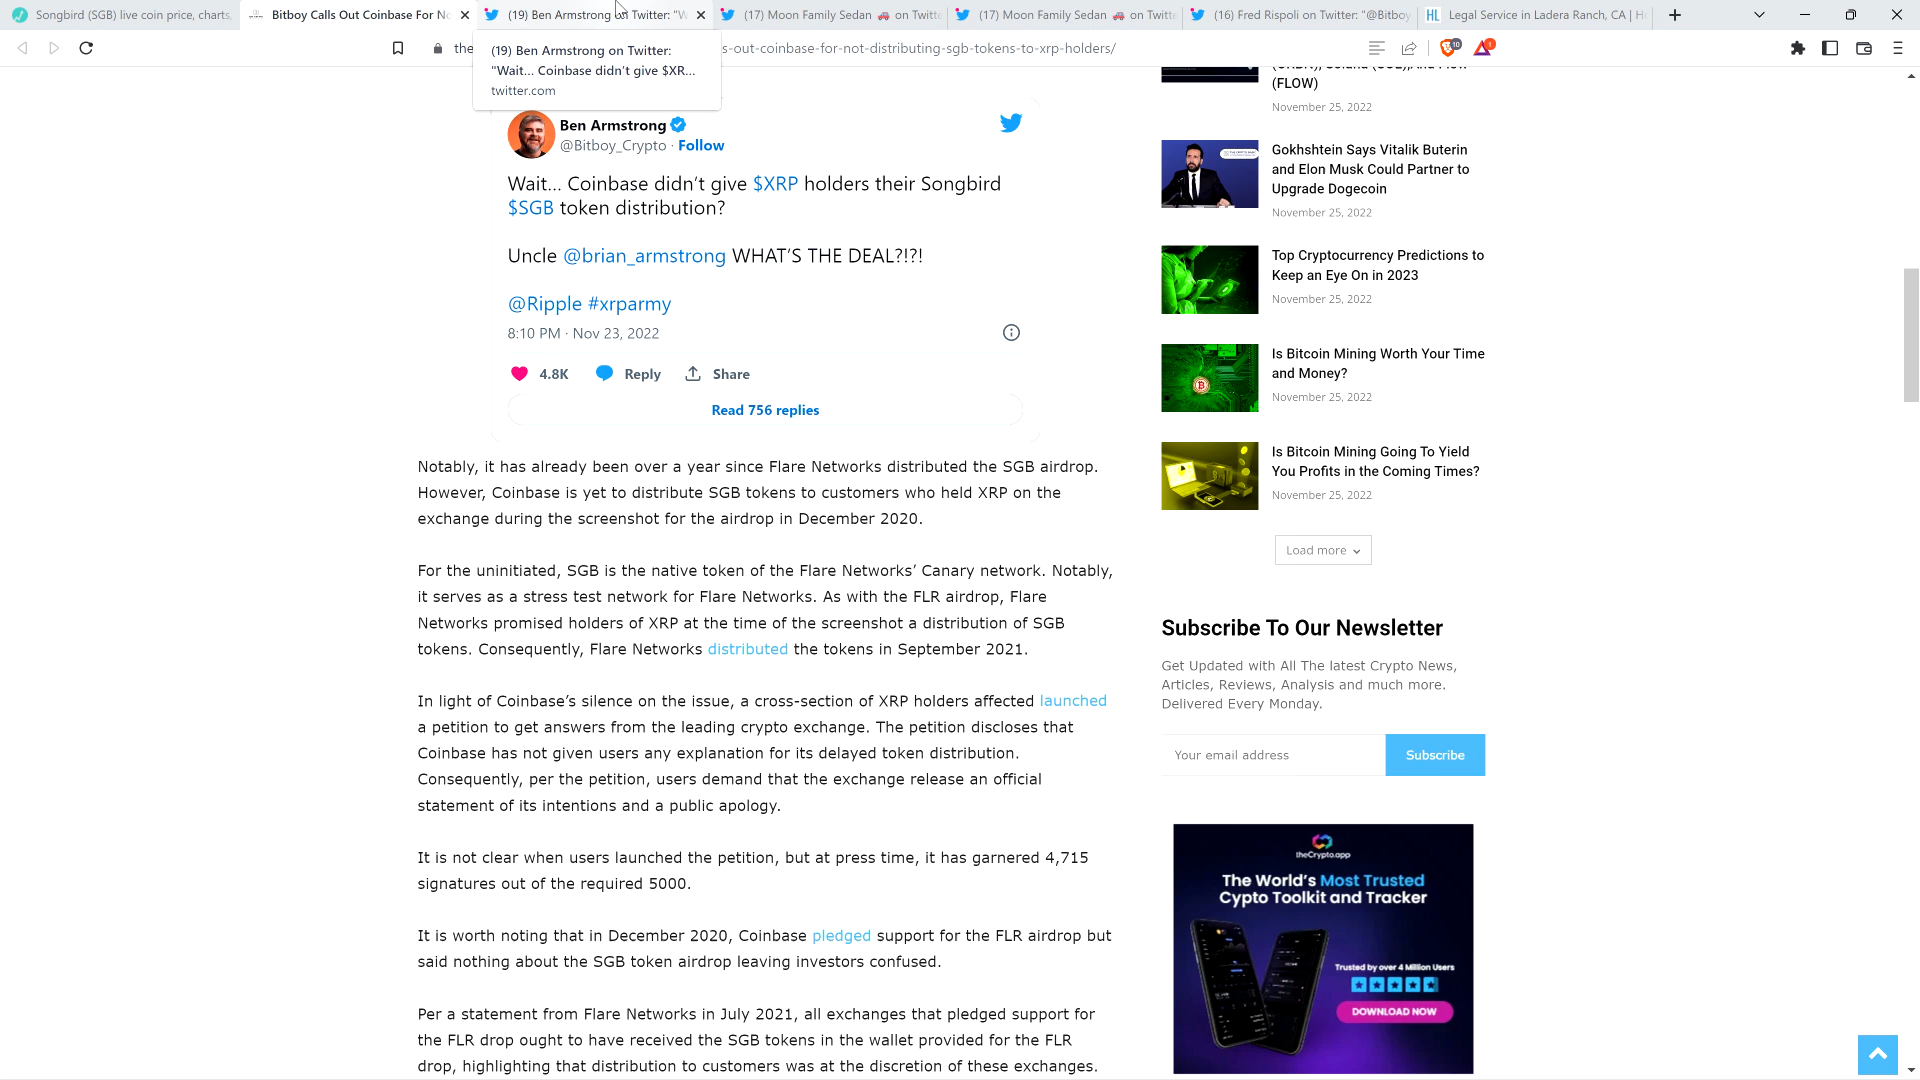 Songbird (SGB) live coin price, charts,
Bitboy Calls Out Coinbase For No
(19) Ben Armstrong on Twitter: "W
(17) Moon Family Sedan 🚗 on Twitte
(17) Moon Family Sedan 🚗 on Twitte
(16) Fred Rispoli on Twitter: "@Bitboy
HL Legal Service in Ladera Ranch, CA | Ho
the
s-out-coinbase-for-not-distributing-sgb-tokens-to-xrp-holders/
(19) Ben Armstrong on Twitter:
"Wait... Coinbase didn't give $XR...
twitter.com
Ben Armstrong
@Bitboy_Crypto · Follow
Wait... Coinbase didn't give $XRP holders their Songbird
$SGB token distribution?
Uncle @brian_armstrong WHAT'S THE DEAL?!?!
@Ripple #xrparmy
8:10 PM · Nov 23, 2022
4.8K Reply Share
Read 756 replies
Notably, it has already been over a year since Flare Networks distributed the SGB airdrop.
However, Coinbase is yet to distribute SGB tokens to customers who held XRP on the
exchange during the screenshot for the airdrop in December 2020.
For the uninitiated, SGB is the native token of the Flare Networks' Canary network. Notably,
it serves as a stress test network for Flare Networks. As with the FLR airdrop, Flare
Networks promised holders of XRP at the time of the screenshot a distribution of SGB
tokens. Consequently, Flare Networks distributed the tokens in September 2021.
In light of Coinbase's silence on the issue, a cross-section of XRP holders affected launched
a petition to get answers from the leading crypto exchange. The petition discloses that
Coinbase has not given users any explanation for its delayed token distribution.
Consequently, per the petition, users demand that the exchange release an official
statement of its intentions and a public apology.
It is not clear when users launched the petition, but at press time, it has garnered 4,715
signatures out of the required 5000.
It is worth noting that in December 2020, Coinbase pledged support for the FLR airdrop but
said nothing about the SGB token airdrop leaving investors confused.
Per a statement from Flare Networks in July 2021, all exchanges that pledged support for
the FLR drop ought to have received the SGB tokens in the wallet provided for the FLR
drop, highlighting that distribution to customers was at the discretion of these exchanges.
(FLOW)
November 25, 2022
Gokhshtein Says Vitalik Buterin
and Elon Musk Could Partner to
Upgrade Dogecoin
November 25, 2022
Top Cryptocurrency Predictions to
Keep an Eye On in 2023
November 25, 2022
Is Bitcoin Mining Worth Your Time
and Money?
November 25, 2022
Is Bitcoin Mining Going To Yield
You Profits in the Coming Times?
November 25, 2022
Load more
Subscribe To Our Newsletter
Get Updated with All The latest Crypto News,
Articles, Reviews, Analysis and much more.
Delivered Every Monday.
Your email address
Subscribe
theCrypto.app
The World's Most Trusted
Cypto Toolkit and Tracker
Trusted by over 4 Million Users
DOWNLOAD NOW